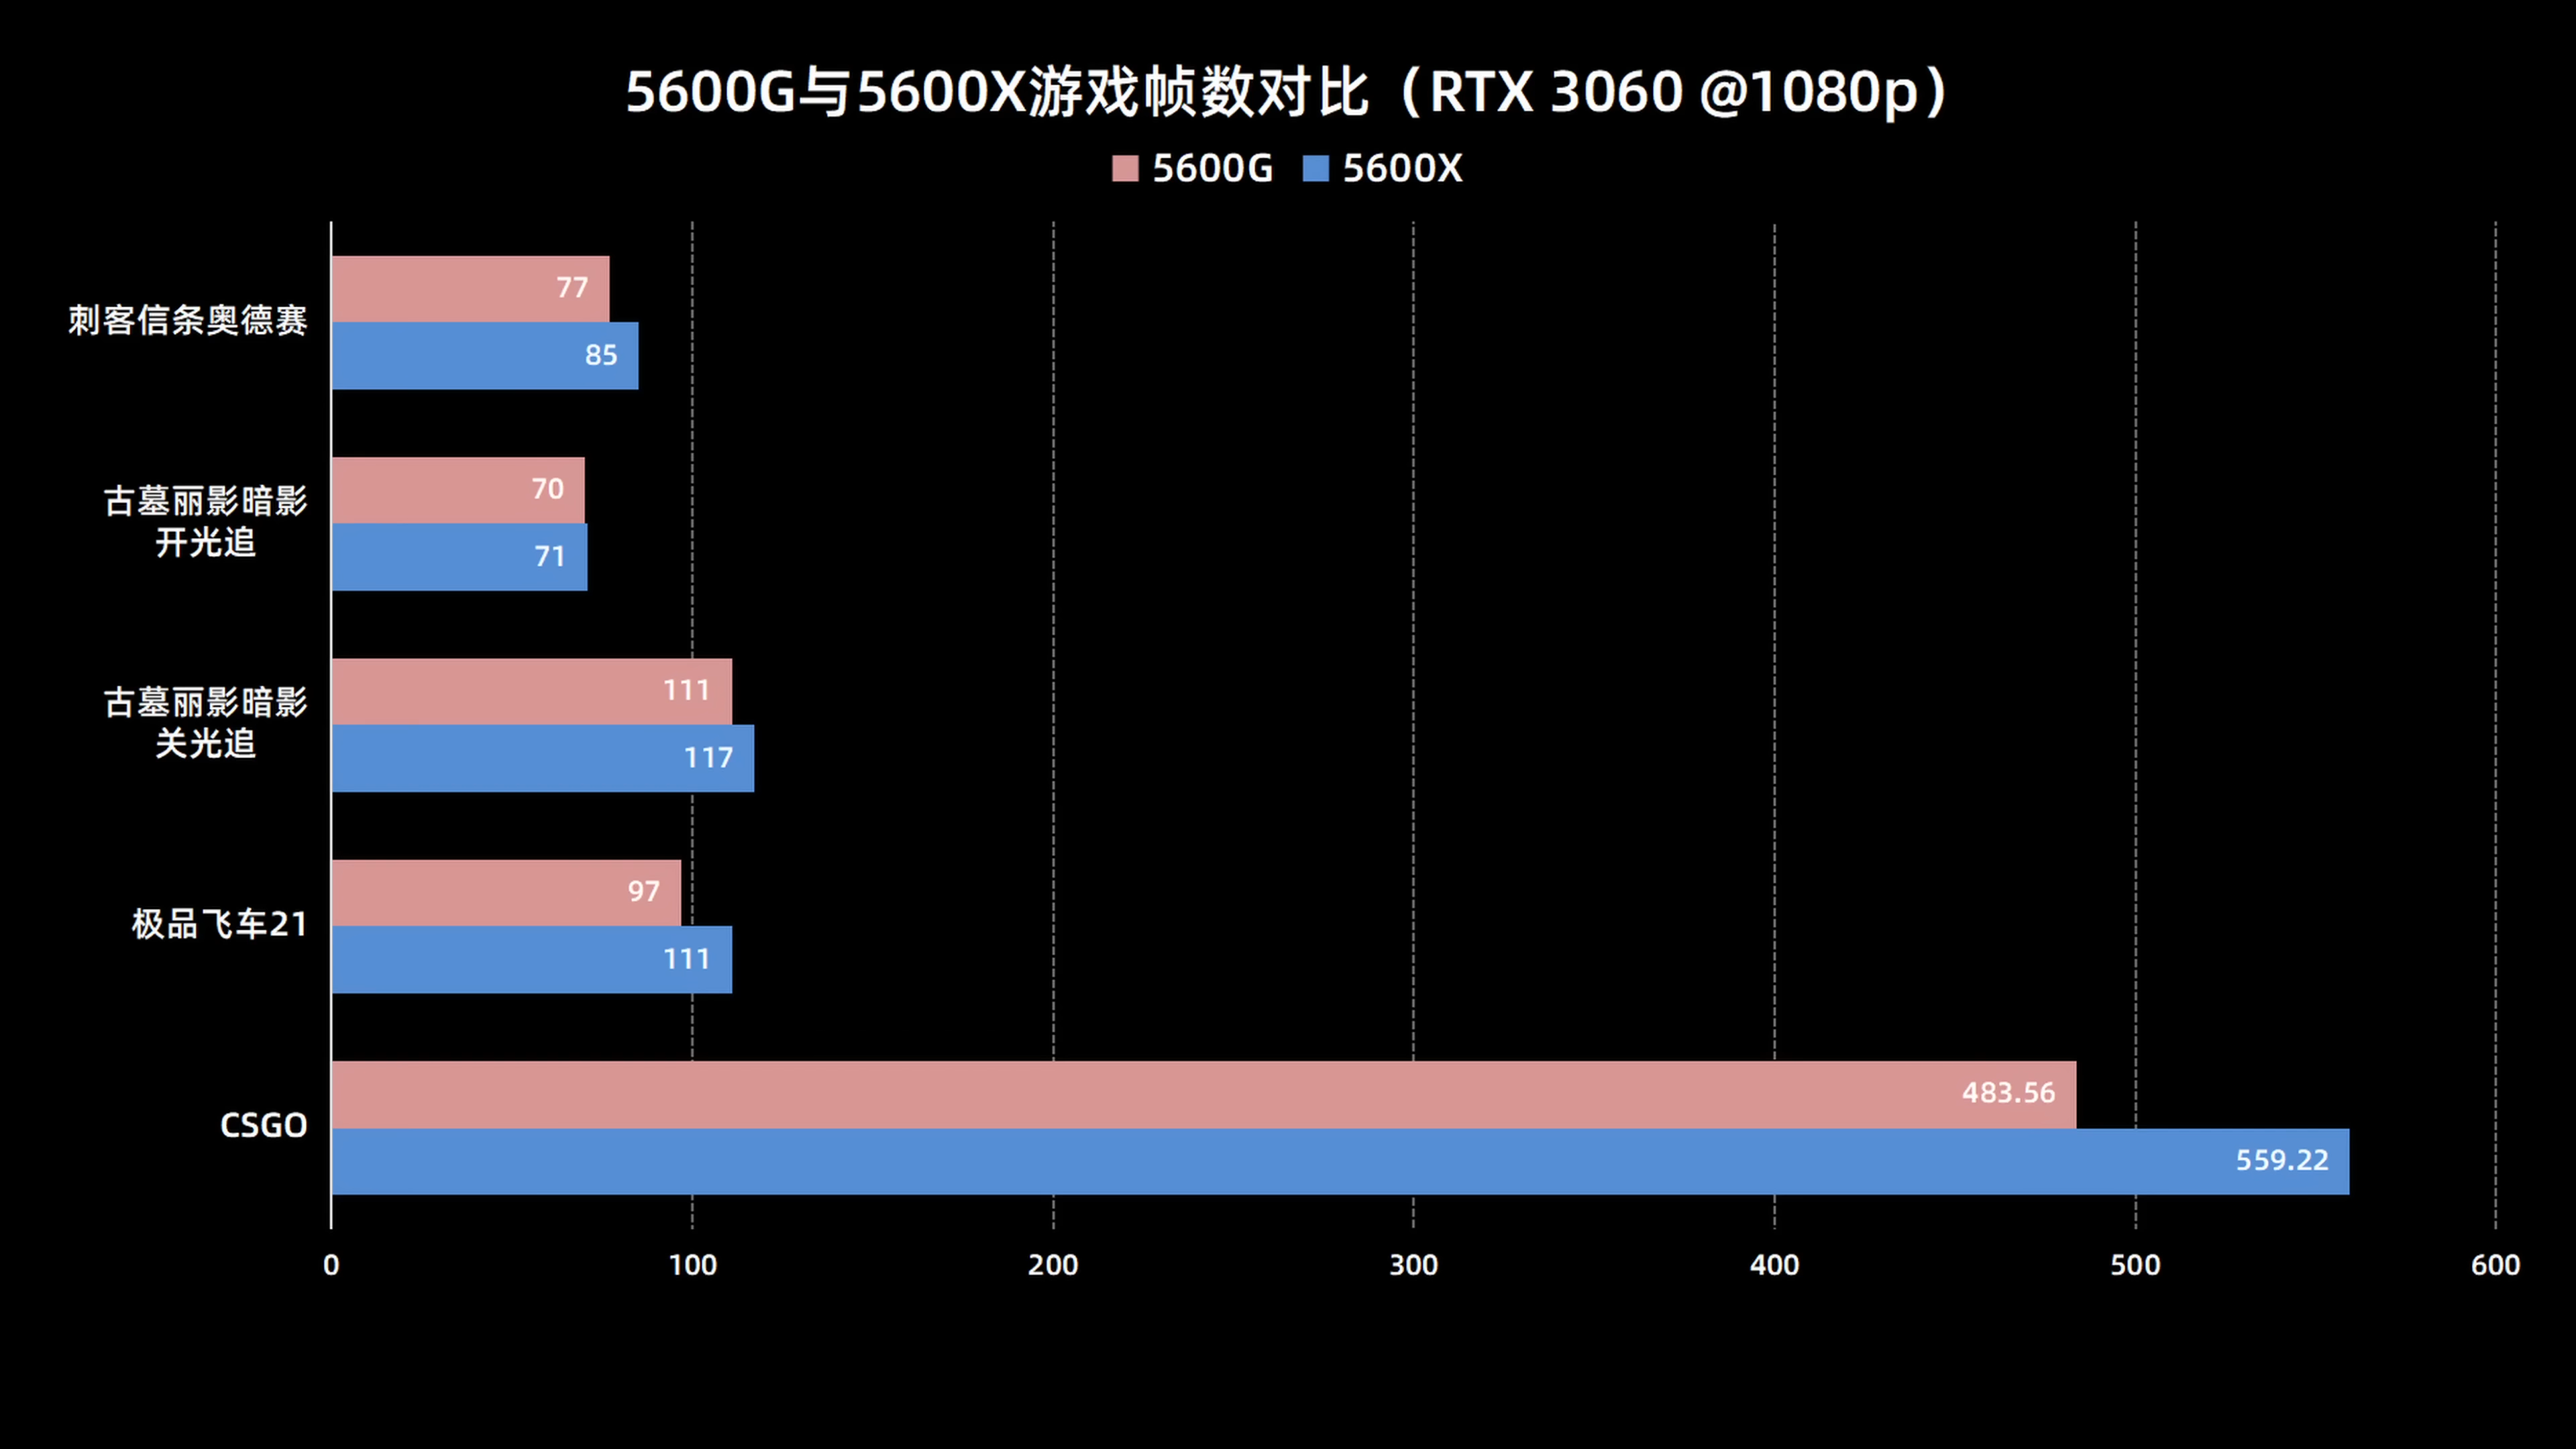 5600G与5600X游戏帧数对比（RTX 3060 @1080p）
5600G 5600X
刺客信条奥德赛
77
85
古墓丽影暗影
开光追
70
71
古墓丽影暗影
关光追
111
117
极品飞车21
97
111
CSGO
483.56
559.22
0 100 200 300 400 500 600